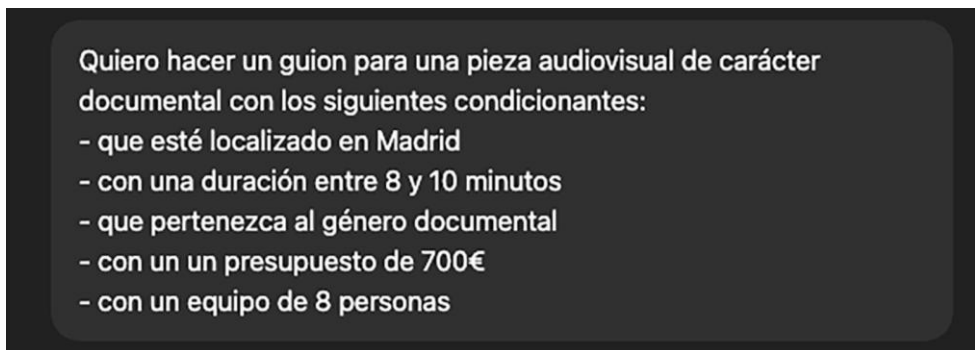 Quiero hacer un guion para una pieza audiovisual de carácter
documental con los siguientes condicionantes:
- que esté localizado en Madrid
- con una duración entre 8 y 10 minutos
- que pertenezca al género documental
- con un un presupuesto de 700€
- con un equipo de 8 personas